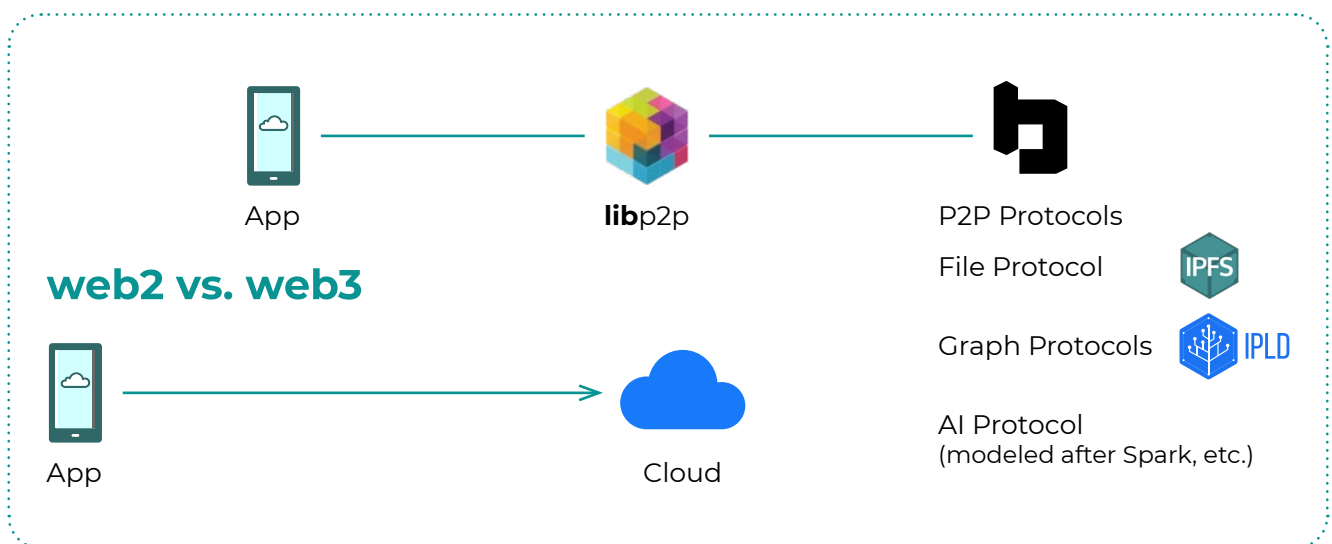 App
libp2p
P2P Protocols
File Protocol
IPFS
web2 vs. web3
Graph Protocols
IPLD
AI Protocol
(modeled after Spark, etc.)
App
Cloud